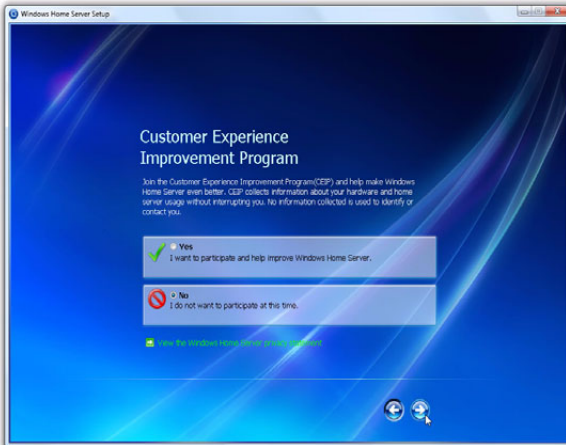 Windows Home Server Setup
Customer Experience
Improvement Program
Join the Customer Experience Improvement Program(CEIP) and help make Windows
Home Server even better. CEIP collects information about your hardware and home
server usage without interrupting you. No information collected is used to identify or
contact you.
Yes
I want to participate and help improve Windows Home Server.
No
I do not want to participate at this time.
View the Windows Home Server privacy statement